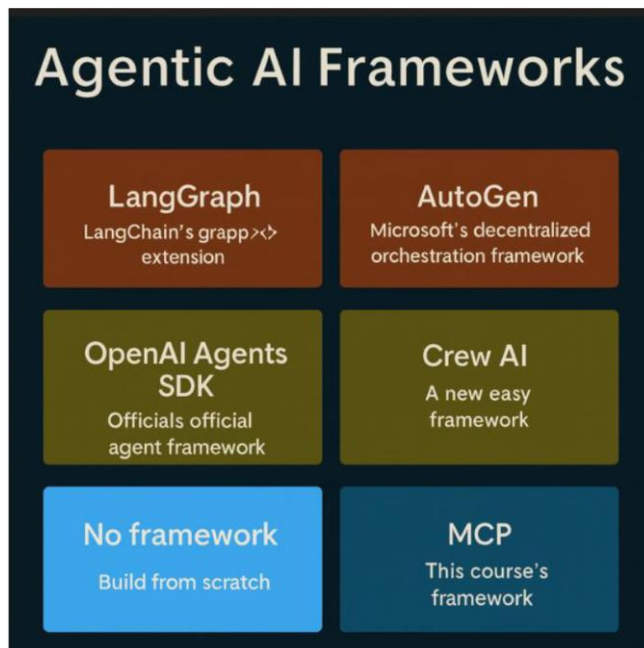 Agentic AI Frameworks
LangGraph
LangChain's
extension
AutoGen
Microsoft's decentralized
orchestration framework
OpenAI Agents
SDK
Officials official
agent framework
Crew AI
A new easy
framework
No framework
Build from scratch
MCP
This course's
framework